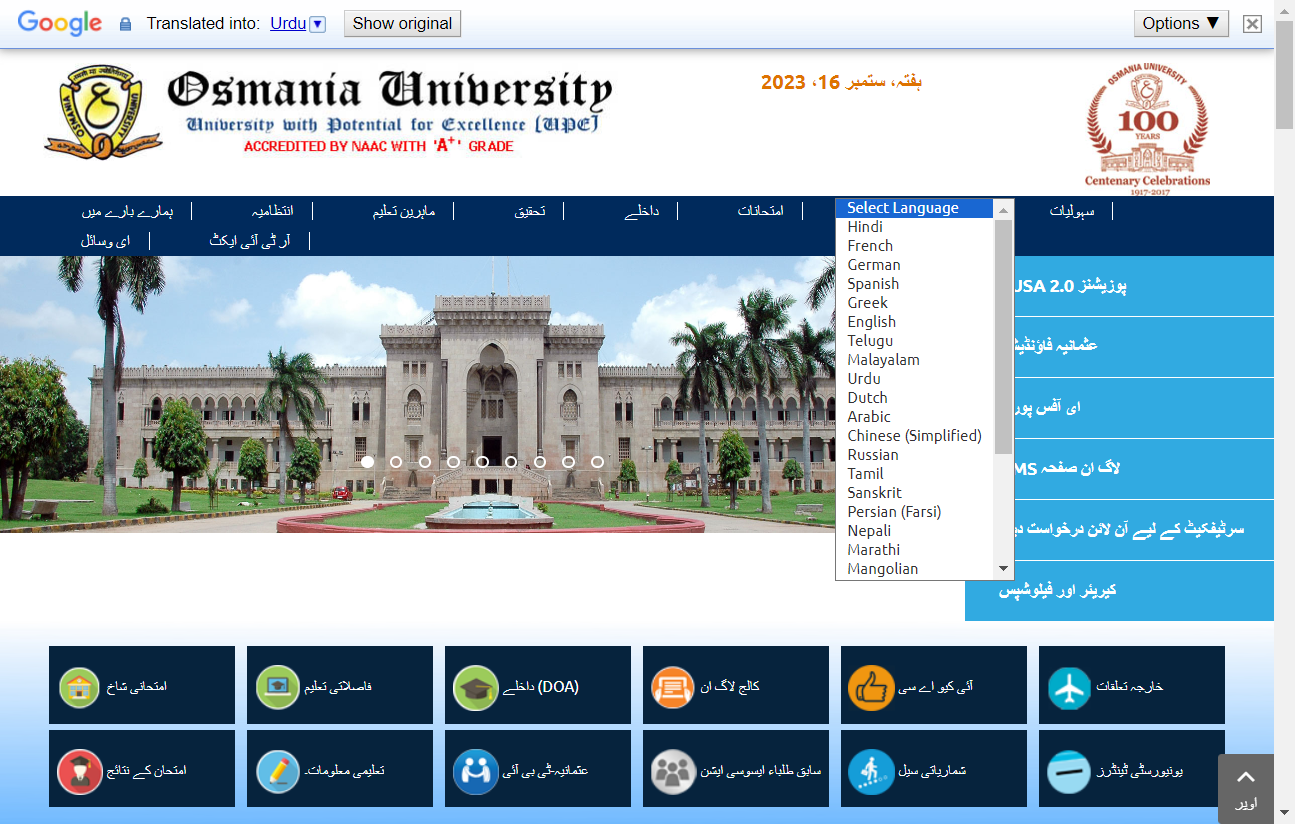 Google Translated into: Urdu Show original Options ▼
Osmania University
University with Potential for Excellence (UPE)
ACCREDITED BY NAAC WITH 'A+' GRADE
OSMANIA UNIVERSITY
ہفتہ، ستمبر 16، 2023
OSMANIA UNIVERSITY
100
YEARS
Centenary Celebrations
1917-2017
ہمارے بارے میں
انتظامیہ
ماہرین تعلیم
تحقیق
داخلے
امتحانات
سہولیات
ای وسائل
آر ٹی آئی ایکٹ
Select Language
Hindi
French
German
Spanish
Greek
English
Telugu
Malayalam
Urdu
Dutch
Arabic
Chinese (Simplified)
Russian
Tamil
Sanskrit
Persian (Farsi)
Nepali
Marathi
Mangolian
پوزیشنز 2.0
عثمانیہ
ای آفس
لاگ ان صفحہ
سرٹیفکیٹ کے لیے آن لائن درخواست
کیریئر اور فیلوشپس
امتحانی شاخ
فاصلاتی تعلیم
داخلے (DOA)
کالج لاگ ان
آئی کیو اے سی
خارجہ تعلقات
امتحان کے نتائج
تعلیمی معلومات۔
عثمانیہ-ٹی بی آئی
سابق طلباء ایسوسی ایشن
شماریاتی سیل
یونیورسٹی ٹینڈرز
اوپر